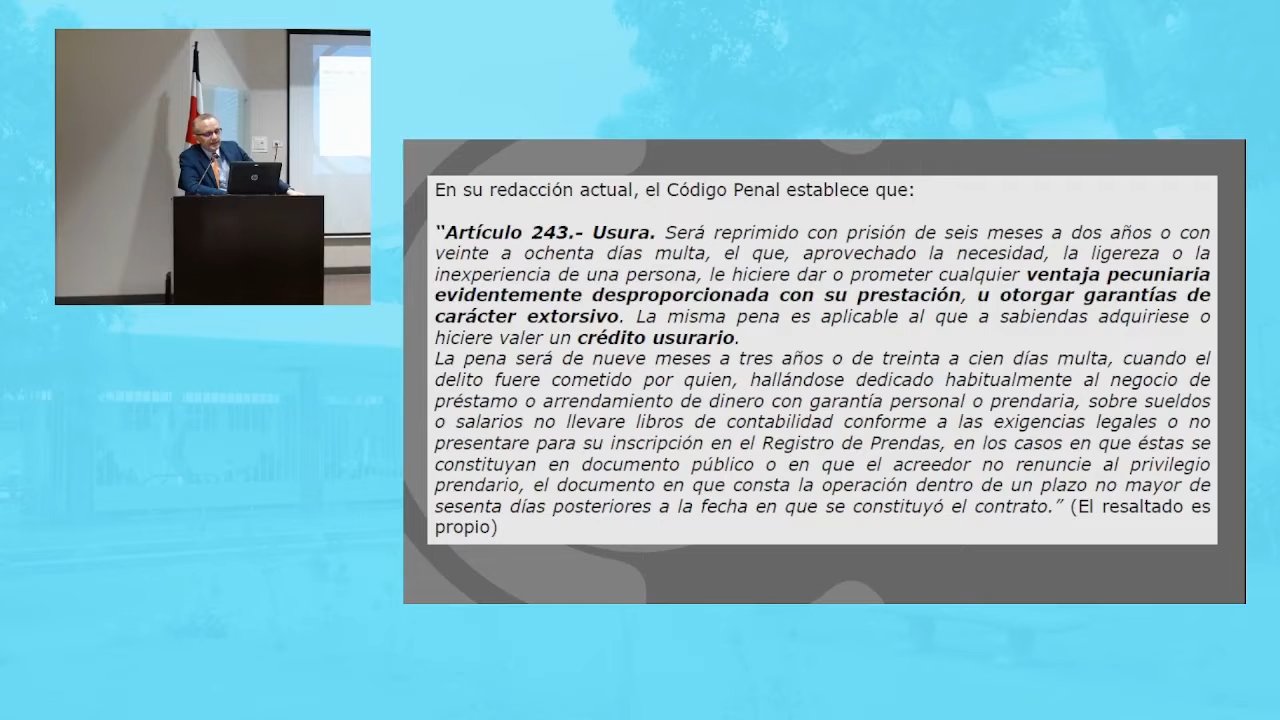 En su redacción actual, el Código Penal establece que:
“Artículo 243.- Usura. Será reprimido con prisión de seis meses a dos años o con
veinte a ochenta días multa, el que, aprovechado la necesidad, la ligereza o la
inexperiencia de una persona, le hiciere dar o prometer cualquier ventaja pecuniaria
evidentemente desproporcionada con su prestación, u otorgar garantías de
carácter extorsivo. La misma pena es aplicable al que a sabiendas adquiriese o
hiciere valer un crédito usurario.
La pena será de nueve meses a tres años o de treinta a cien días multa, cuando el
delito fuere cometido por quien, hallándose dedicado habitualmente al negocio de
préstamo o arrendamiento de dinero con garantía personal o prendaria, sobre sueldos
o salarios no llevare libros de contabilidad conforme a las exigencias legales o no
presentare para su inscripción en el Registro de Prendas, en los casos en que éstas se
constituyan en documento público o en que el acreedor no renuncie al privilegio
prendario, el documento en que consta la operación dentro de un plazo no mayor de
sesenta días posteriores a la fecha en que se constituyó el contrato.” (El resaltado es
propio)